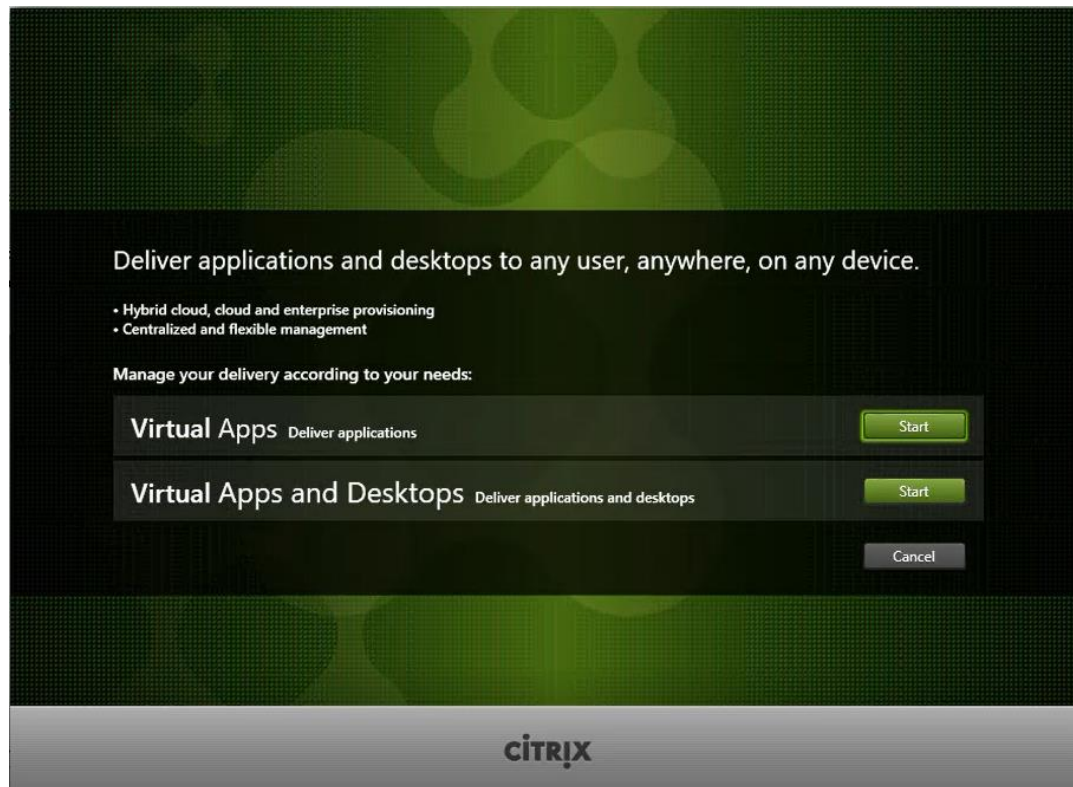 Deliver applications and desktops to any user, anywhere, on any device.
• Hybrid cloud, cloud and enterprise provisioning
• Centralized and flexible management
Manage your delivery according to your needs:
Virtual Apps Deliver applications
Start
Virtual Apps and Desktops Deliver applications and desktops
Start
Cancel
CİTRIX